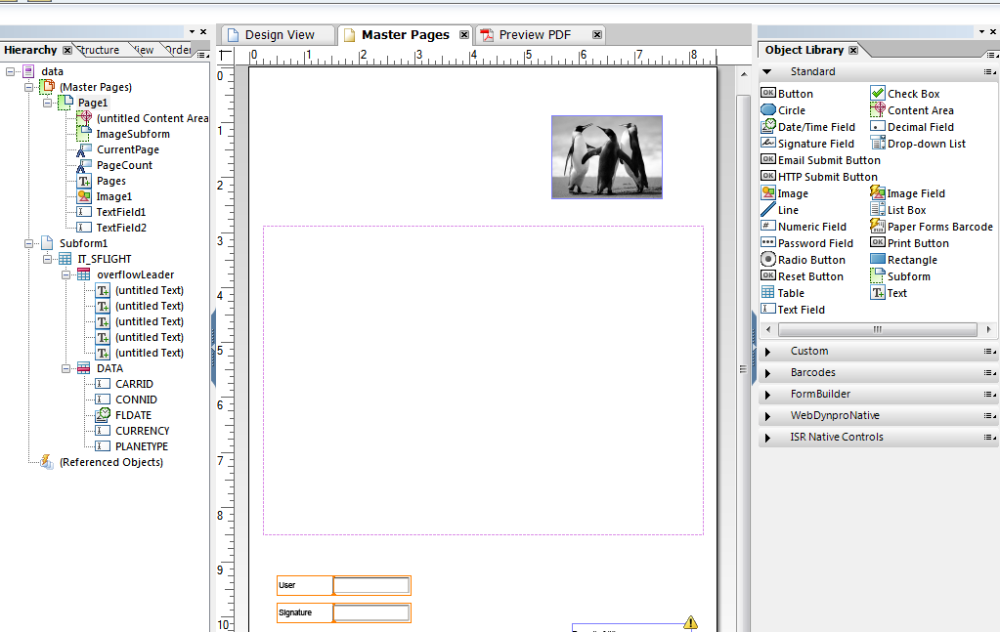 Design View
Master Pages
Preview PDF
Hierarchy
Structure
View
Order
data
(Master Pages)
Page1
(untitled Content Area
ImageSubform
CurrentPage
PageCount
Pages
Image1
TextField1
TextField2
Subform1
IT_SFLIGHT
overflowLeader
(untitled Text)
(untitled Text)
(untitled Text)
(untitled Text)
(untitled Text)
DATA
CARRID
CONNID
FLDATE
CURRENCY
PLANETYPE
(Referenced Objects)
0 1 2 3 4 5 6 7 8
0
1
2
3
4
5
6
7
8
9
10
User
Signature
Object Library
Standard
Button
Check Box
Circle
Content Area
Date/Time Field
Decimal Field
Signature Field
Drop-down List
Email Submit Button
HTTP Submit Button
Image
Image Field
Line
List Box
Numeric Field
Paper Forms Barcode
Password Field
Print Button
Radio Button
Rectangle
Reset Button
Subform
Table
Text
Text Field
Custom
Barcodes
FormBuilder
WebDynproNative
ISR Native Controls